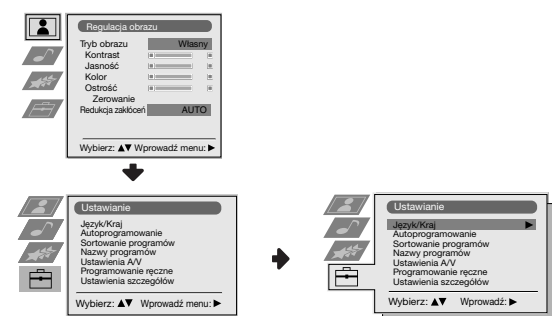 Regulacja obrazu
Tryb obrazu Własny
Kontrast
Jasność
Kolor
Ostrość
Zerowanie
Redukcja zakłóceń AUTO
Wybierz: ▲▼ Wprowadź menu: ►
Ustawianie
Język/Kraj
Autoprogramowanie
Sortowanie programów
Nazwy programów
Ustawienia A/V
Programowanie ręczne
Ustawienia szczegółów
Wybierz: ▲▼ Wprowadź menu: ►
Ustawianie
Język/Kraj ►
Autoprogramowanie
Sortowanie programów
Nazwy programów
Ustawienia A/V
Programowanie ręczne
Ustawienia szczegółów
Wybierz: ▲▼ Wprowadź: ►